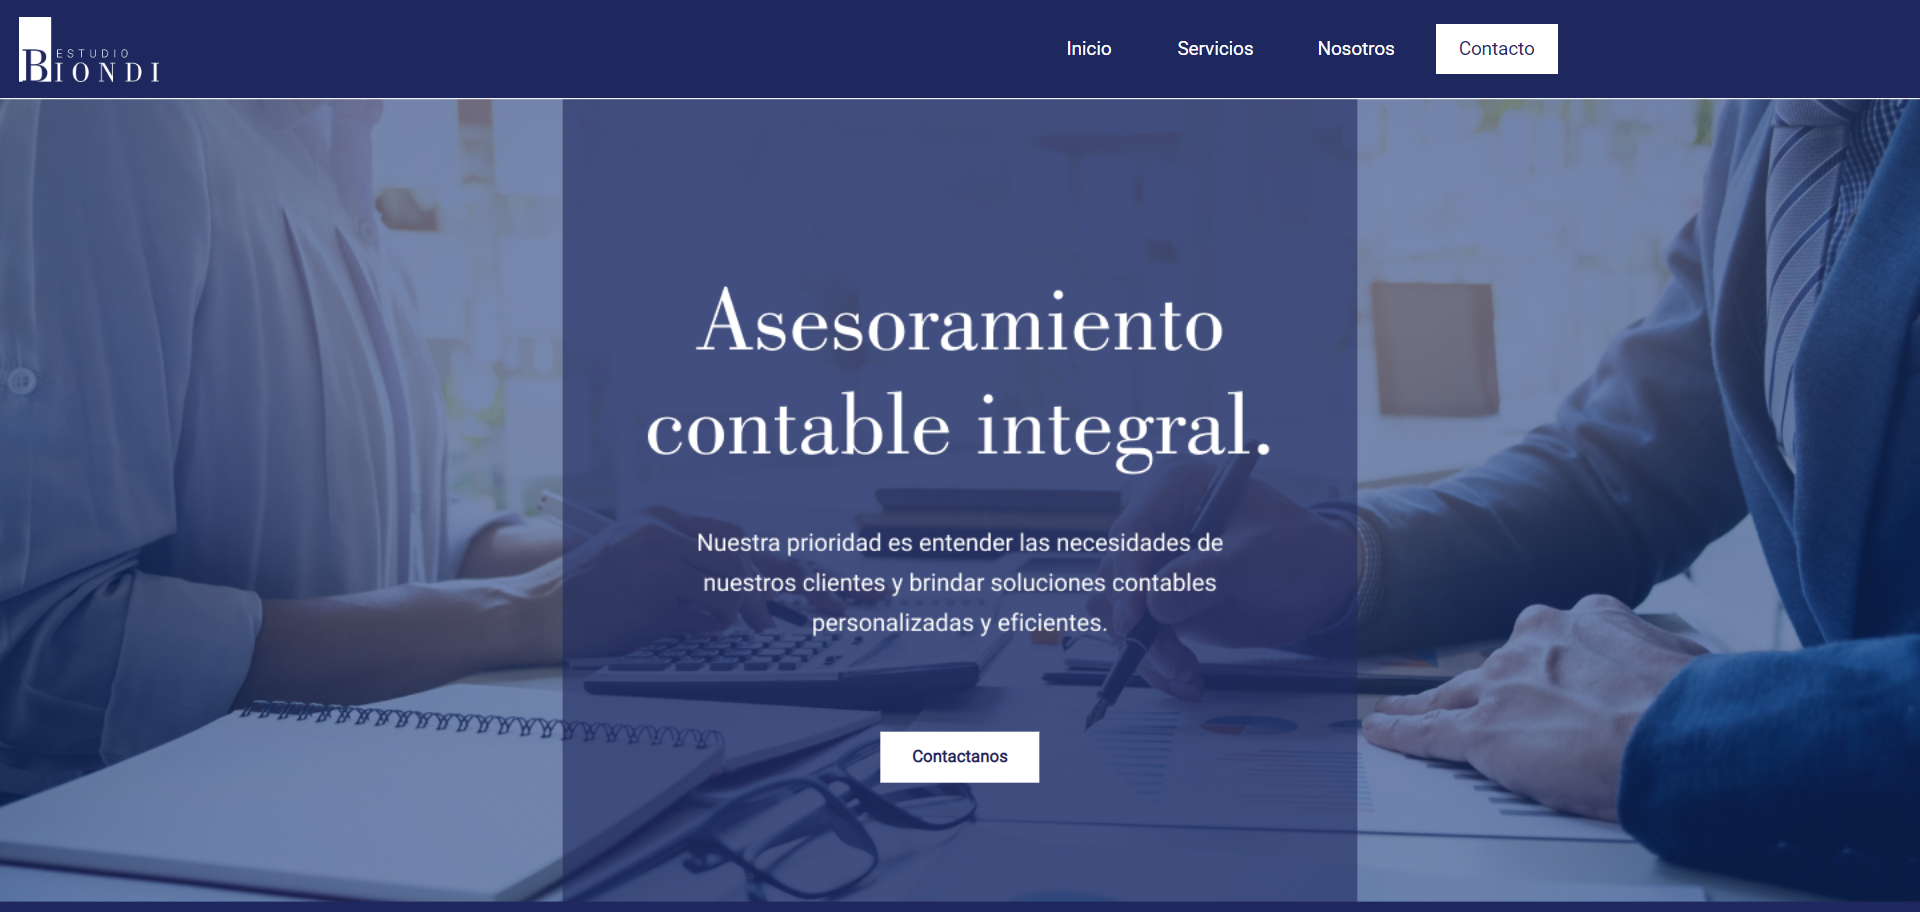 ESTUDIO
BIONDI
Inicio
Servicios
Nosotros
Contacto
Asesoramiento
contable integral.
Nuestra prioridad es entender las necesidades de
nuestros clientes y brindar soluciones contables
personalizadas y eficientes.
Contactanos